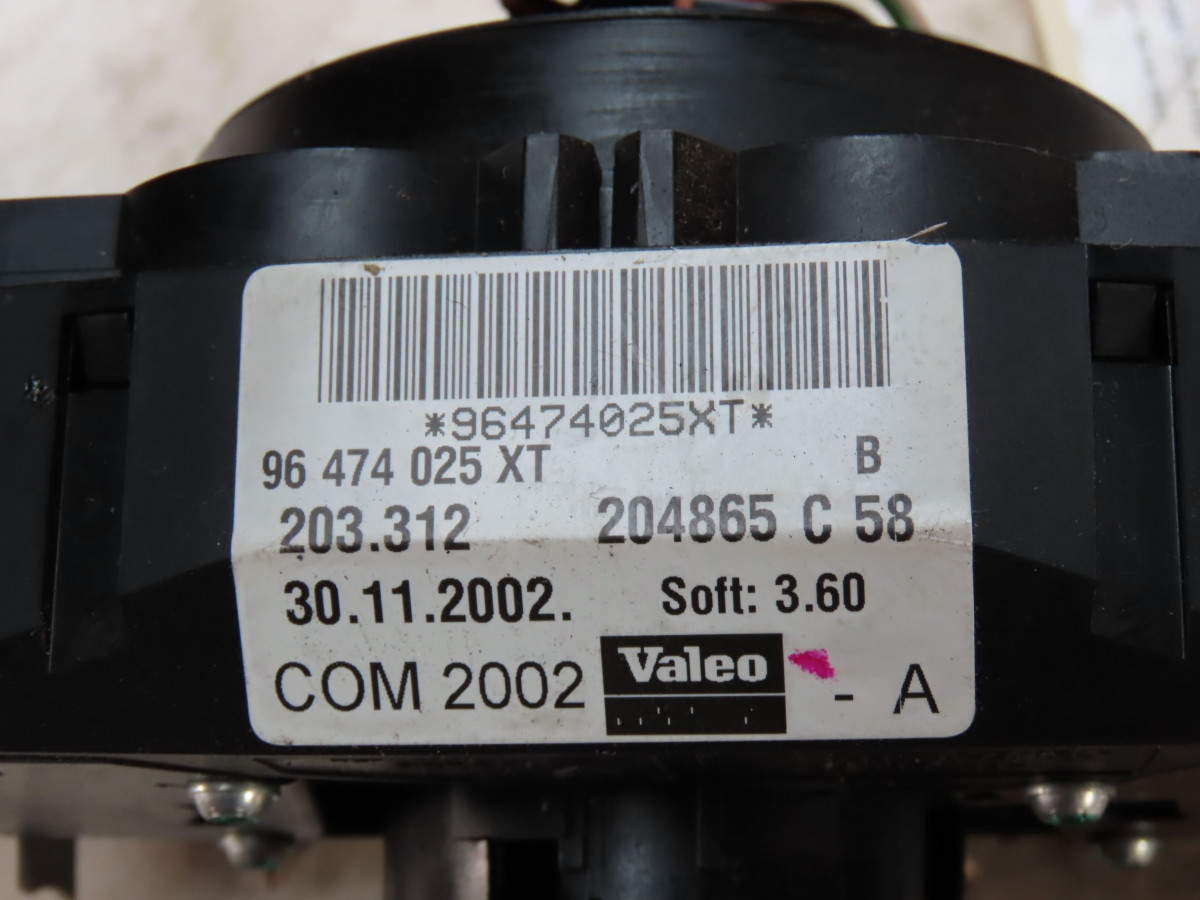 *96474025XT*
96 474 025 XT B
203.312 204865 C 58
30.11.2002. Soft: 3.60
COM 2002 Valeo - A